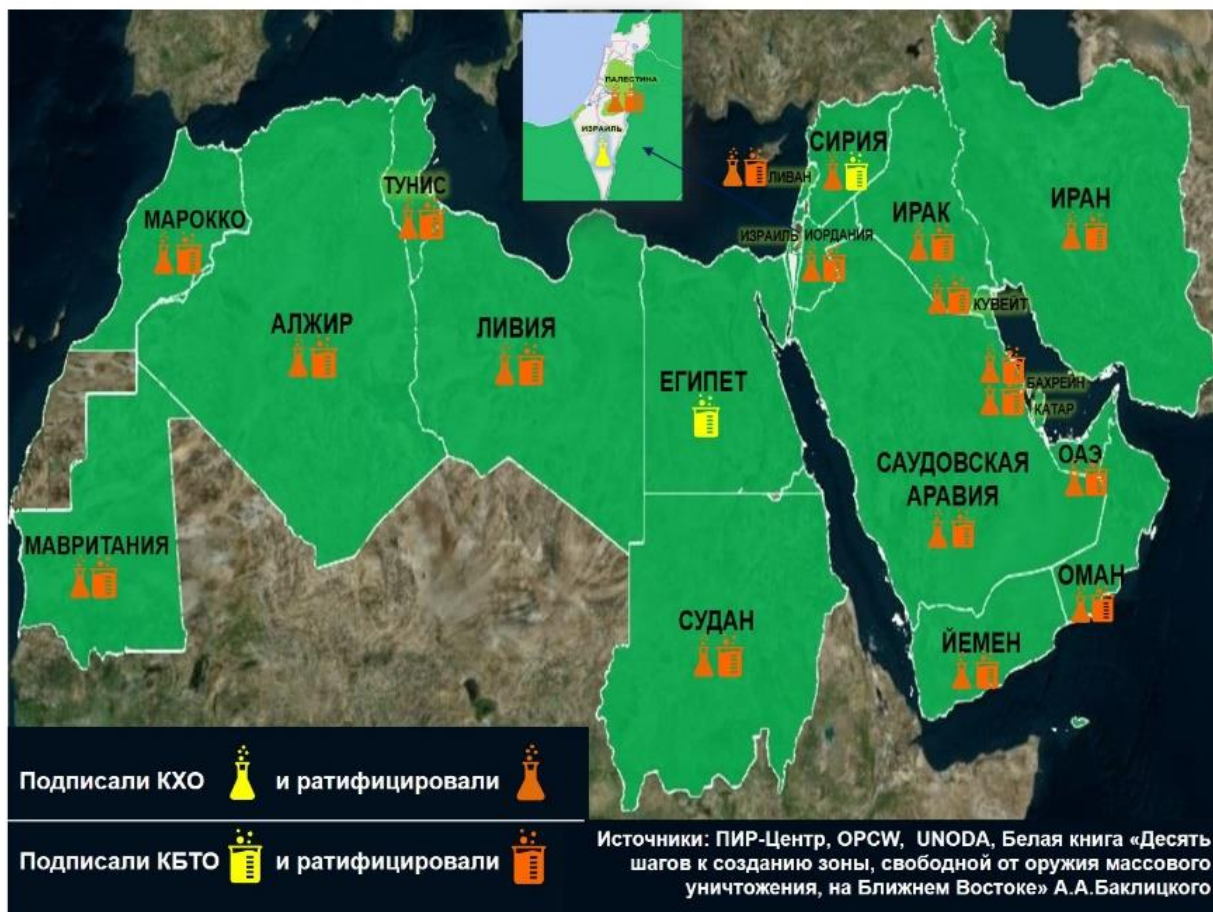 ПАЛЕСТИНА
ИЗРАИЛЬ
СИРИЯ
ЛИВАН
ТУНИС
МАРОККО
ИРАК
ИРАН
ИЗРАИЛЬ
ИОРДАНИЯ
КУВЕЙТ
АЛЖИР
ЛИВИЯ
ЕГИПЕТ
БАХРЕЙН
КАТАР
ОАЭ
САУДОВСКАЯ
АРАВИЯ
МАВРИТАНИЯ
ОМАН
СУДАН
ЙЕМЕН
Подписали КХО и ратифицировали
Подписали КБТО и ратифицировали
Источники: ПИР-Центр, OPCW, UNODA, Белая книга «Десять
шагов к созданию зоны, свободной от оружия массового
уничтожения, на Ближнем Востоке» А.А.Баклицкого